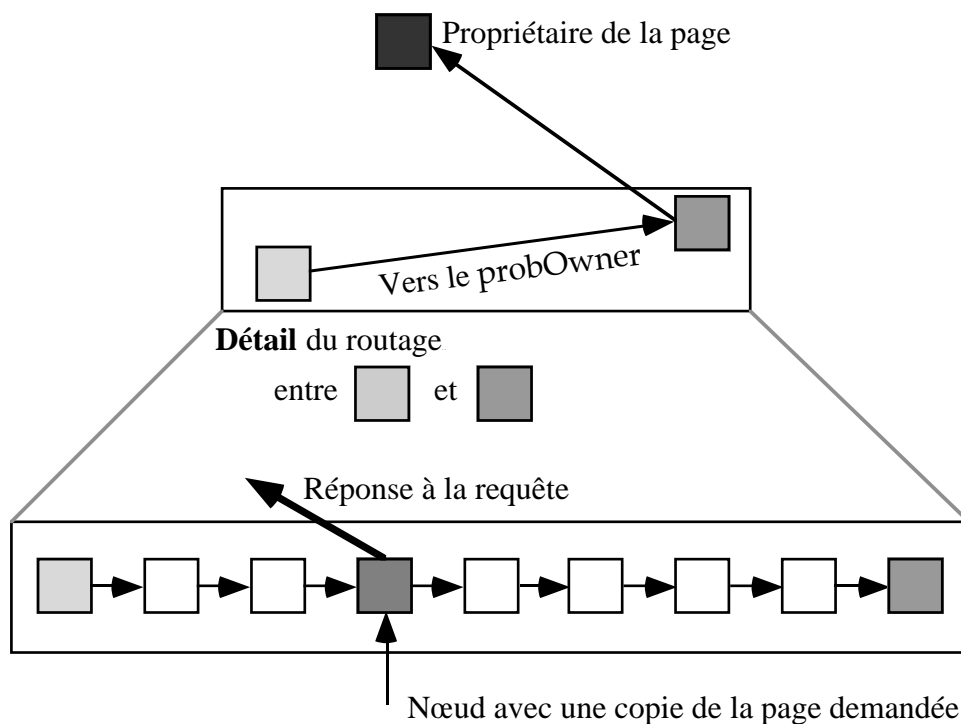 Propriétaire de la page
Vers le probOwner
Détail du routage
entre et
Réponse à la requête
Nœud avec une copie de la page demandée